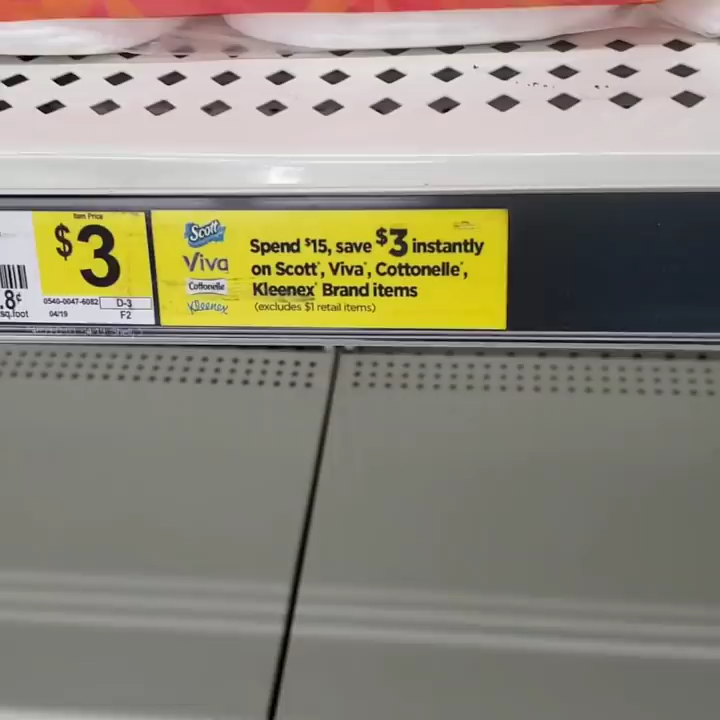 Item Price
$3
.8¢
sq.foot
0540-0047-6082 D-3
04/19 F2
Scott
Viva
Cottonelle
Kleenex
Spend $15, save $3 instantly
on Scott®, Viva®, Cottonelle®,
Kleenex® Brand items
(excludes $1 retail items)